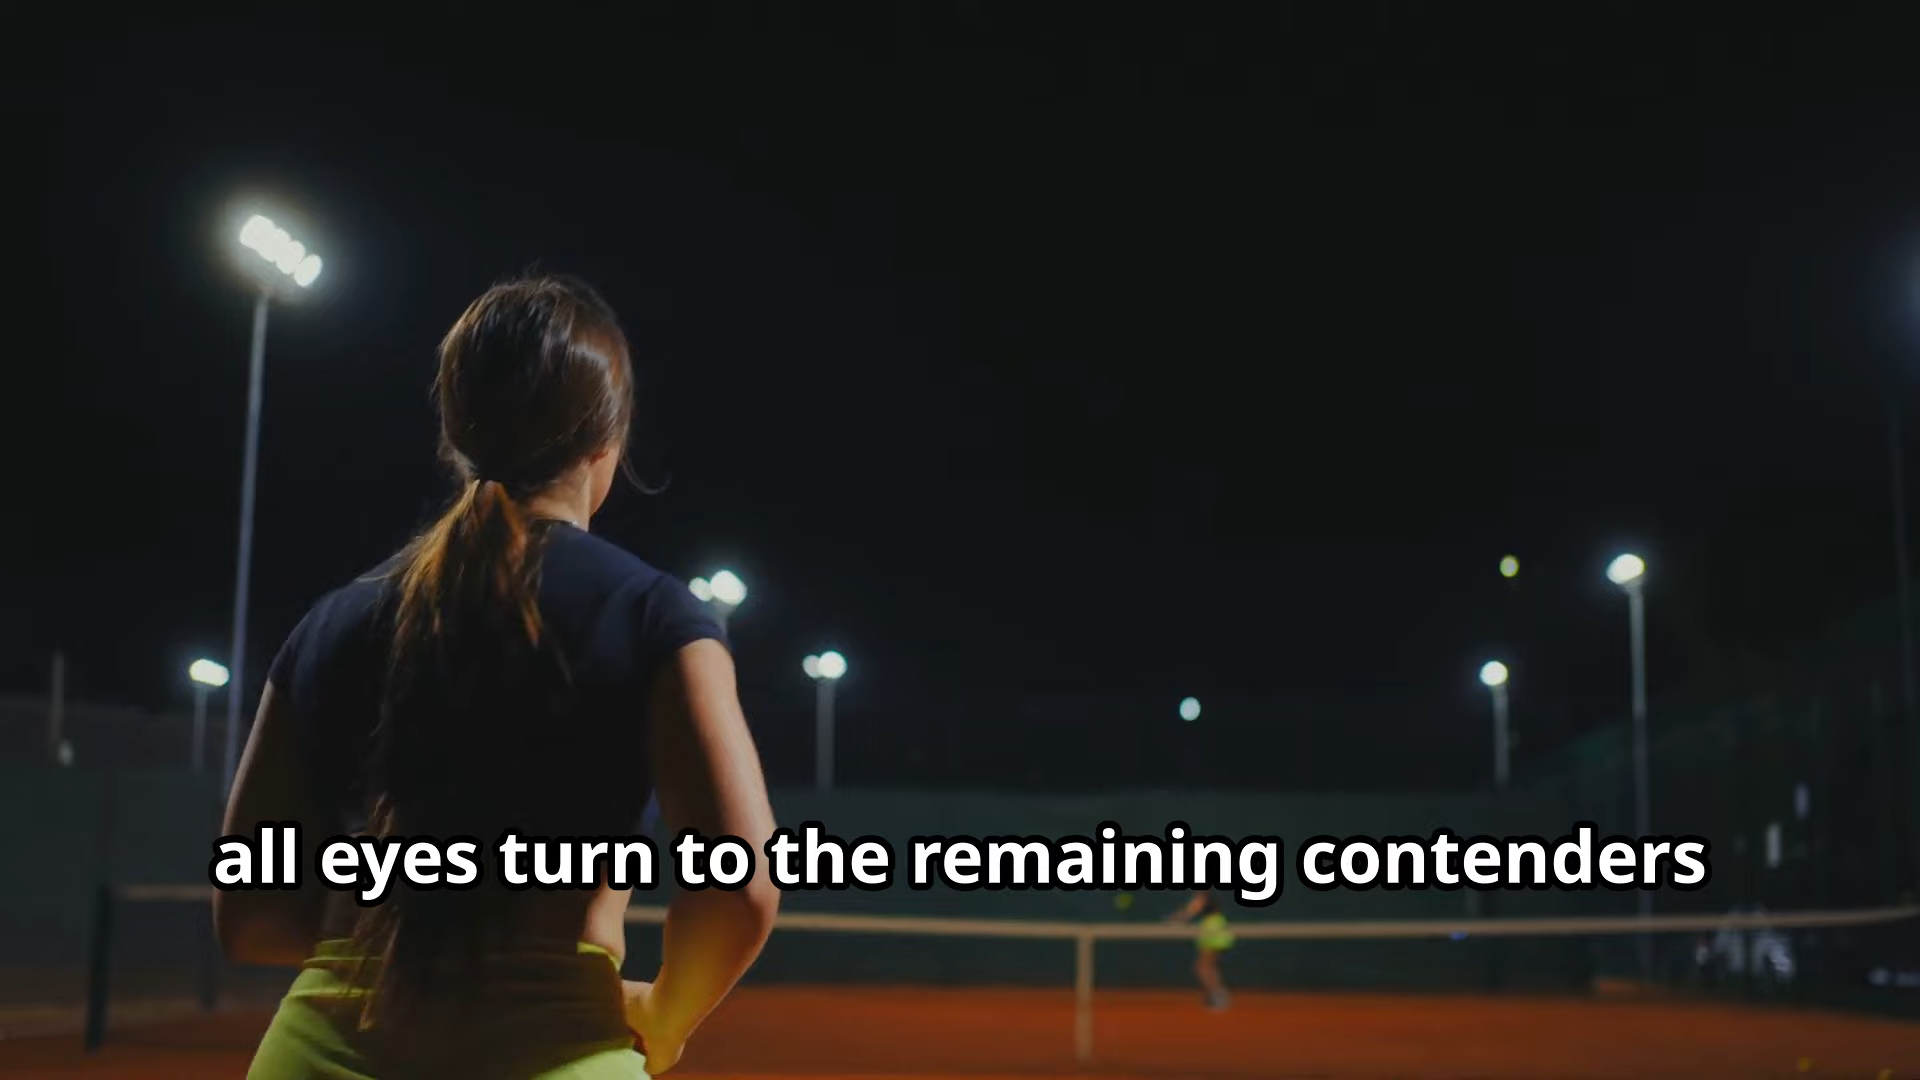 all eyes turn to the remaining contenders